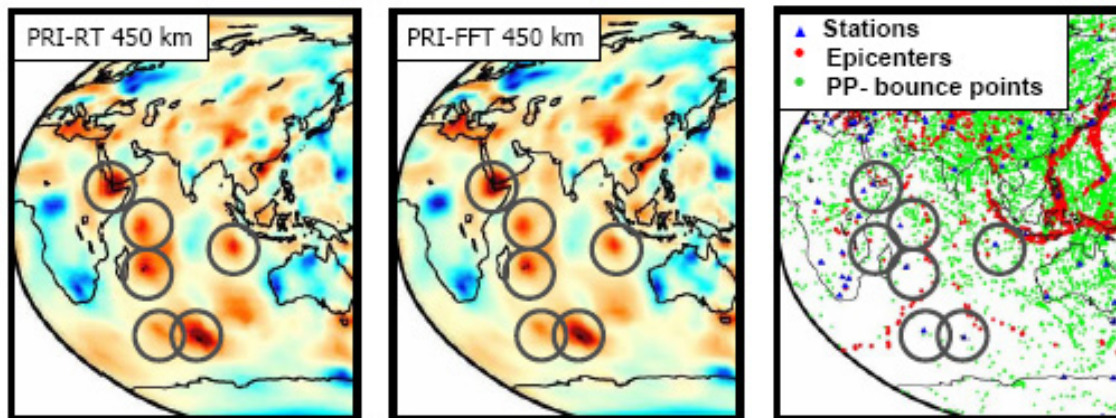 PRI-RT 450 km
PRI-FFT 450 km
Stations
Epicenters
PP- bounce points